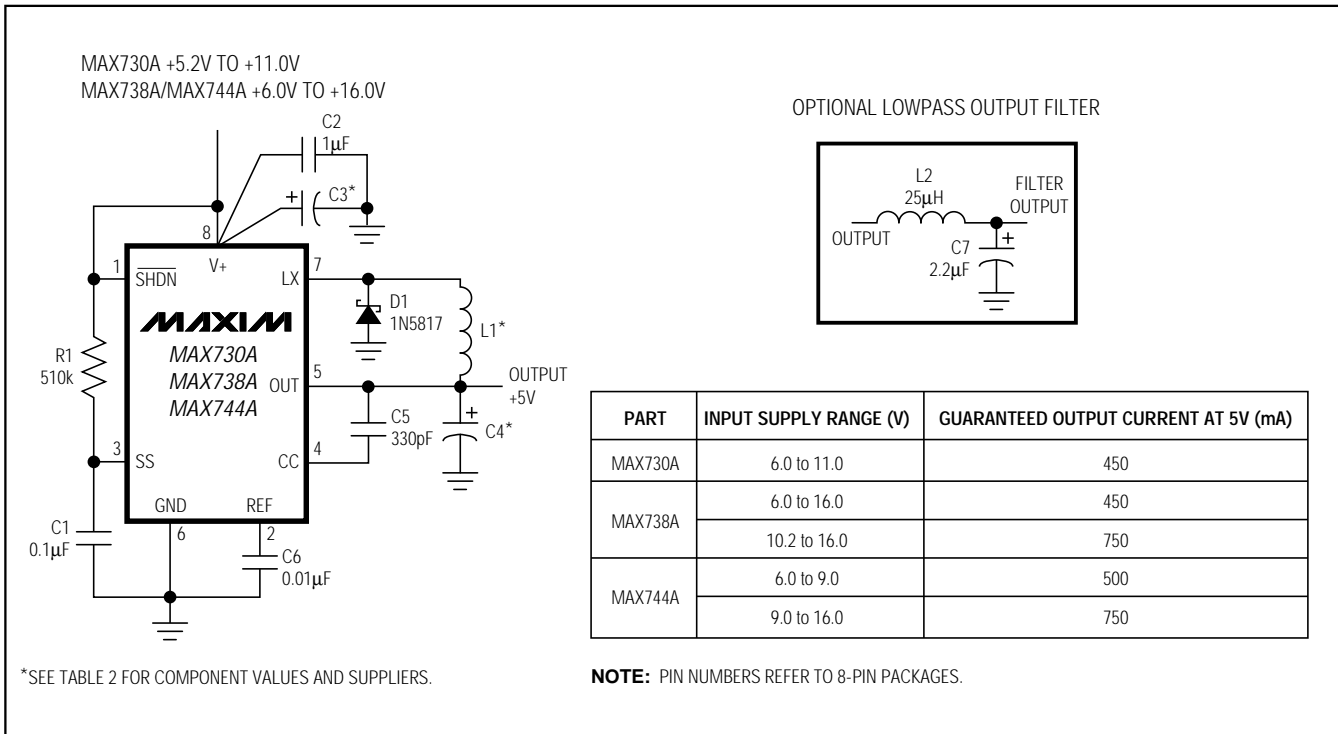 MAX730A +5.2V TO +11.0V
MAX738A/MAX744A +6.0V TO +16.0V
C2
1µF
+
C3*
8
V+
1
SHDN
7
LX
MAXIM
MAX730A
MAX738A
MAX744A
D1
1N5817
L1*
R1
510k
OUT
5
OUTPUT
+5V
C5
330pF
+
C4*
4
CC
3
SS
GND
REF
6
2
C1
0.1µF
C6
0.01µF
OPTIONAL LOWPASS OUTPUT FILTER
L2
25µH
FILTER
OUTPUT
OUTPUT
+
C7
2.2µF
PART INPUT SUPPLY RANGE (V) GUARANTEED OUTPUT CURRENT AT 5V (mA)
MAX730A 6.0 to 11.0 450
MAX738A 6.0 to 16.0 450
10.2 to 16.0 750
MAX744A 6.0 to 9.0 500
9.0 to 16.0 750
*SEE TABLE 2 FOR COMPONENT VALUES AND SUPPLIERS.
NOTE: PIN NUMBERS REFER TO 8-PIN PACKAGES.